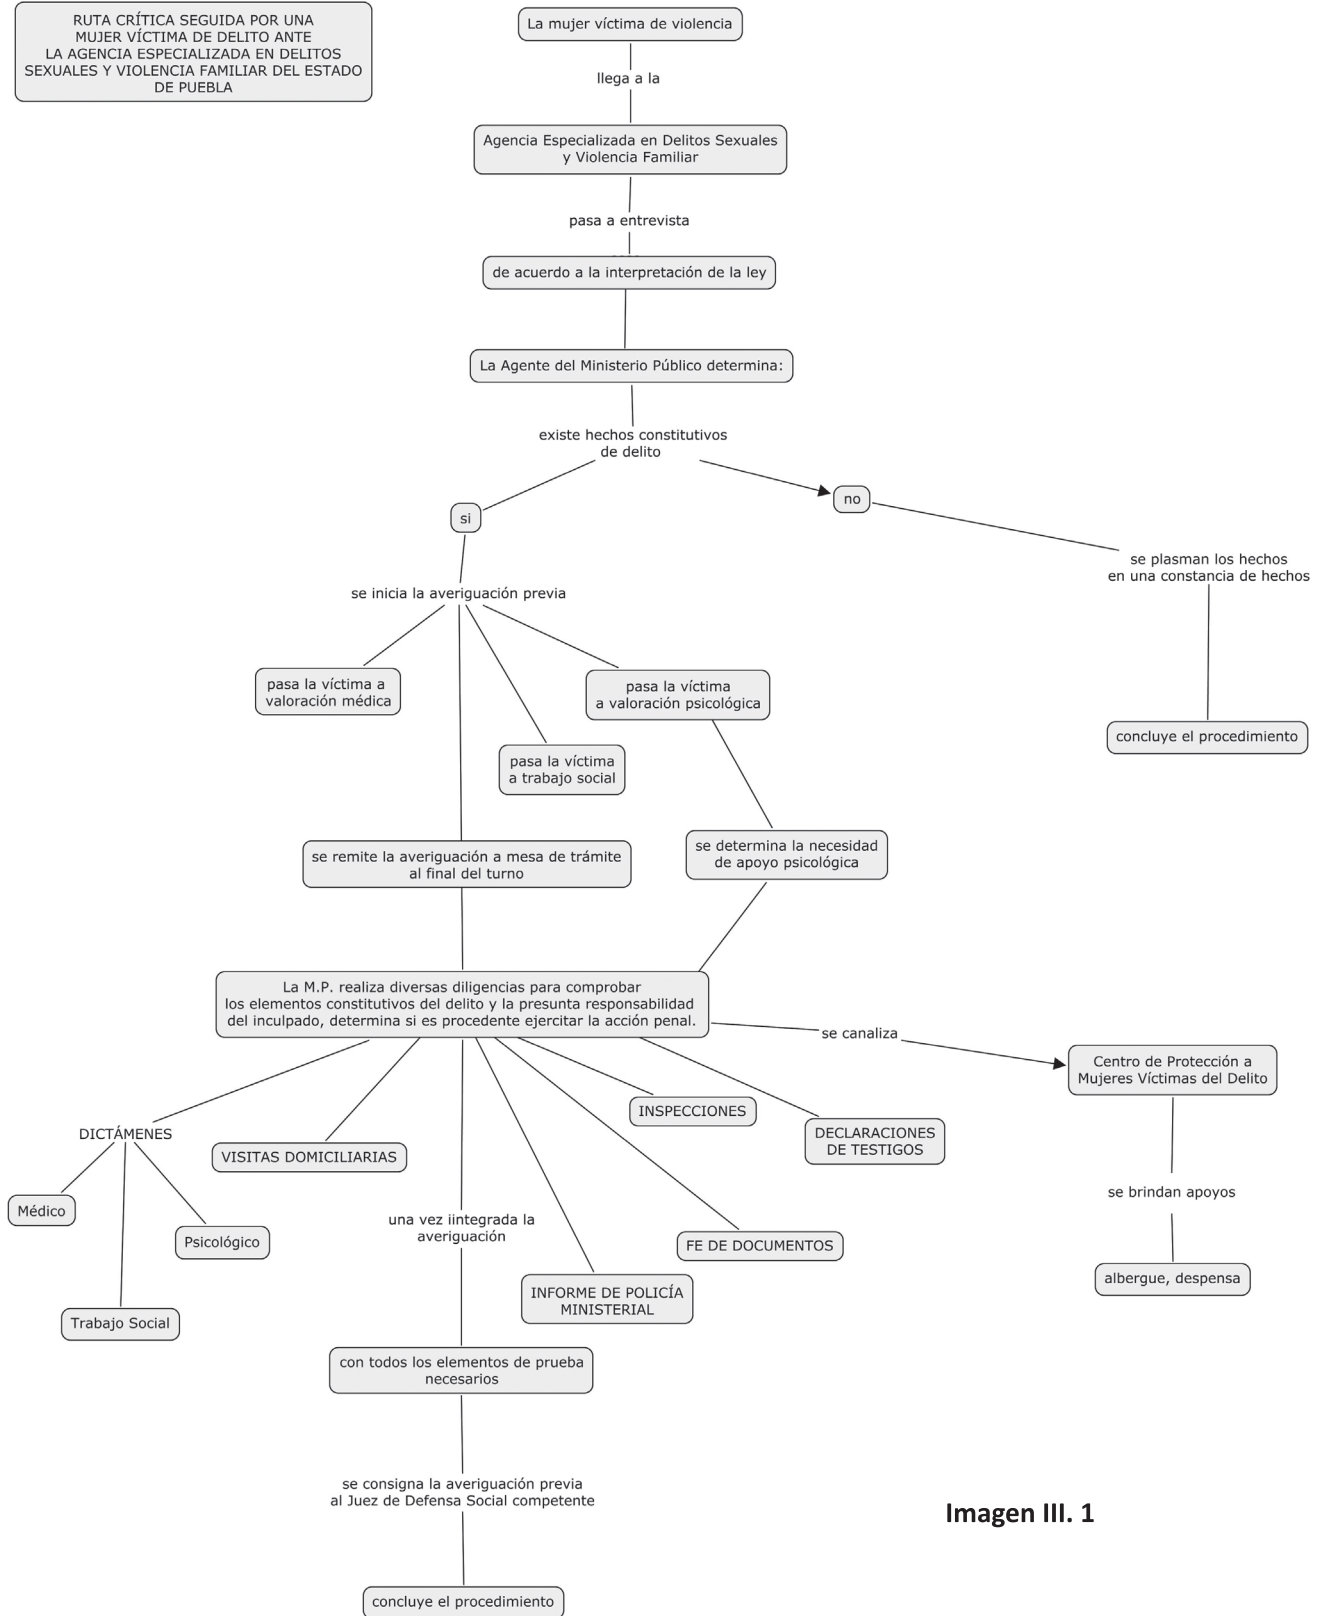 RUTA CRÍTICA SEGUIDA POR UNA
MUJER VÍCTIMA DE DELITO ANTE
LA AGENCIA ESPECIALIZADA EN DELITOS
SEXUALES Y VIOLENCIA FAMILIAR DEL ESTADO
DE PUEBLA
La mujer víctima de violencia
llega a la
Agencia Especializada en Delitos Sexuales
y Violencia Familiar
pasa a entrevista
de acuerdo a la interpretación de la ley
La Agente del Ministerio Público determina:
existe hechos constitutivos
de delito
si
no
se plasman los hechos
en una constancia de hechos
se inicia la averiguación previa
pasa la víctima a
valoración médica
pasa la víctima
a valoración psicológica
concluye el procedimiento
pasa la víctima
a trabajo social
se remite la averiguación a mesa de trámite
al final del turno
se determina la necesidad
de apoyo psicológica
La M.P. realiza diversas diligencias para comprobar
los elementos constitutivos del delito y la presunta responsabilidad
del inculpado, determina si es procedente ejercitar la acción penal.
se canaliza
Centro de Protección a
Mujeres Víctimas del Delito
INSPECCIONES
DICTÁMENES
DECLARACIONES
DE TESTIGOS
VISITAS DOMICILIARIAS
se brindan apoyos
Médico
una vez iintegrada la
averiguación
Psicológico
FE DE DOCUMENTOS
albergue, despensa
INFORME DE POLICÍA
MINISTERIAL
Trabajo Social
con todos los elementos de prueba
necesarios
se consigna la averiguación previa
al Juez de Defensa Social competente
Imagen III. 1
concluye el procedimiento